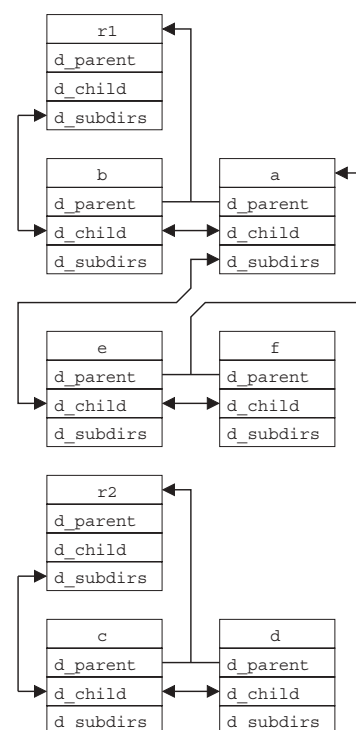 r1
d_parent
d_child
d_subdirs
b a
d_parent d_parent
d_child d_child
d_subdirs d_subdirs
e f
d_parent d_parent
d_child d_child
d_subdirs d_subdirs
r2
d_parent
d_child
d_subdirs
c d
d_parent d_parent
d_child d_child
d_subdirs d_subdirs